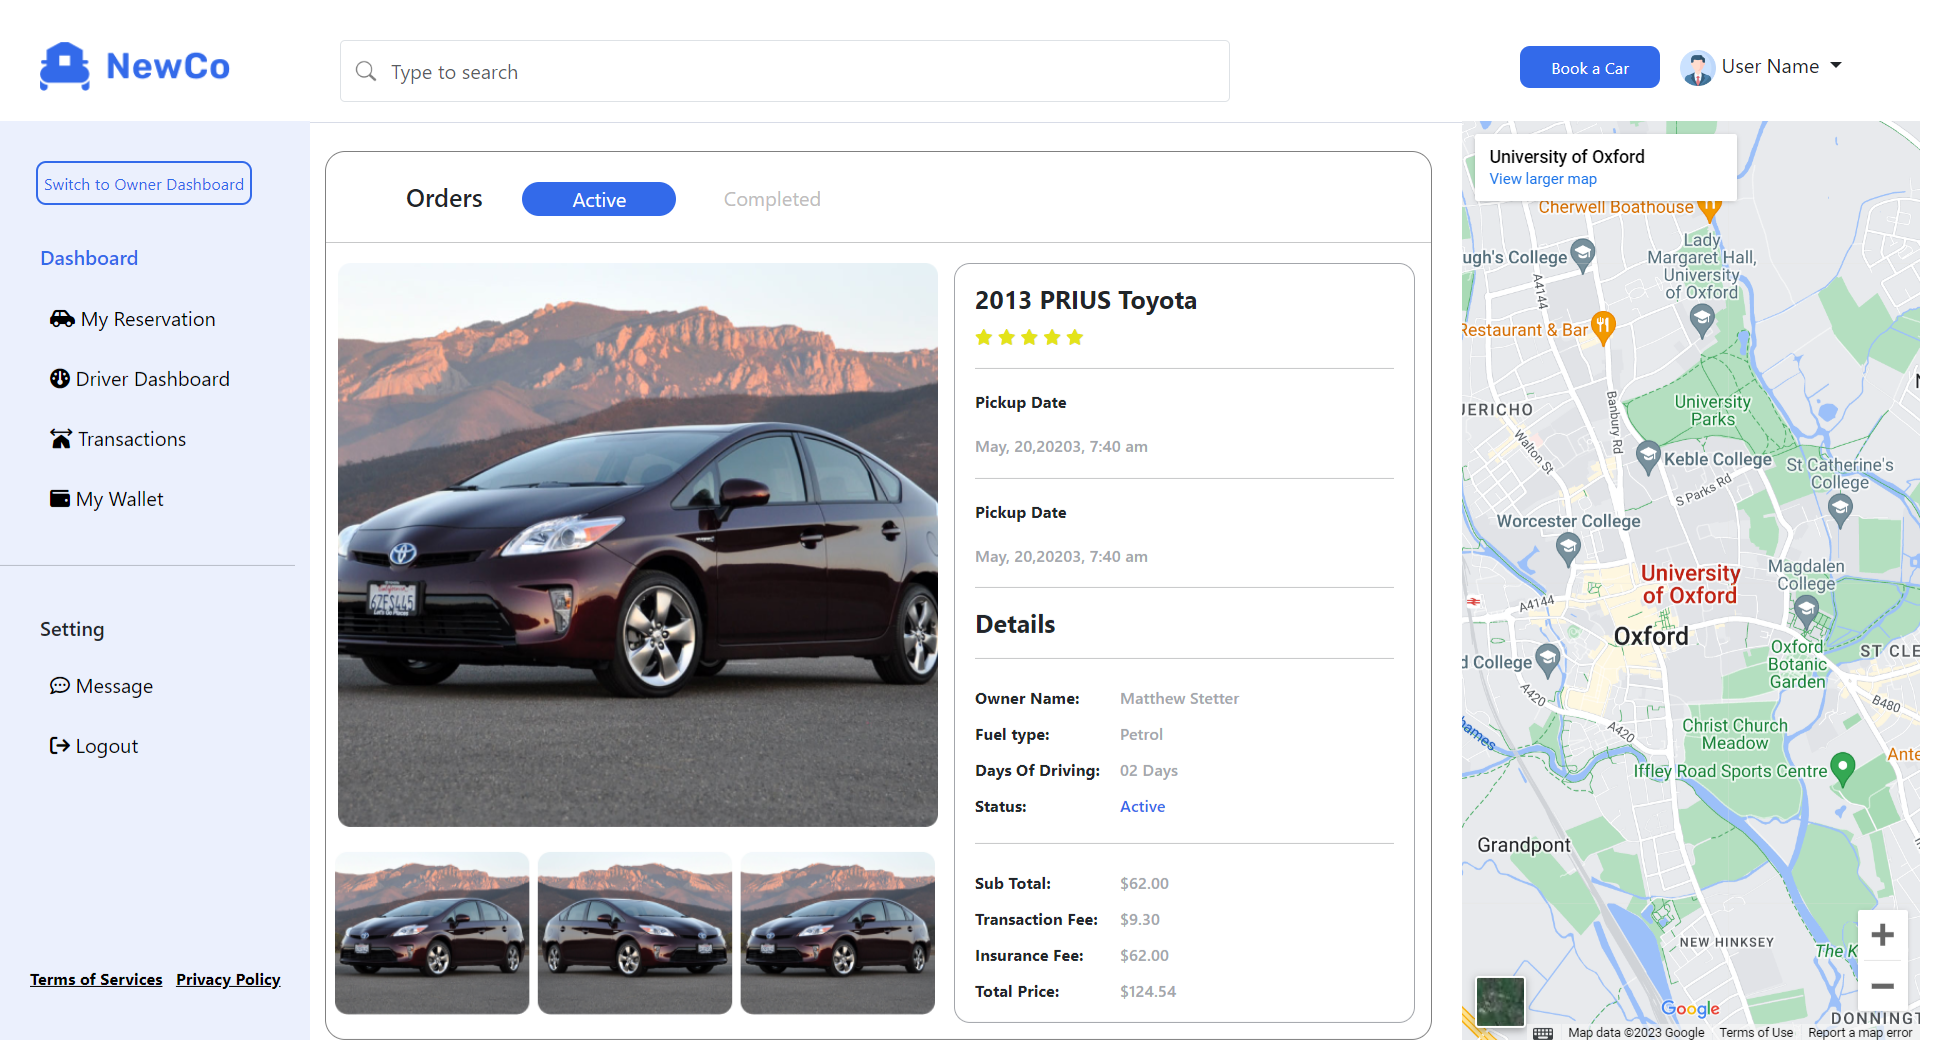 NewCo
Type to search
Book a Car
User Name
Switch to Owner Dashboard
Dashboard
My Reservation
Driver Dashboard
Transactions
My Wallet
Setting
Message
Logout
Terms of Services Privacy Policy
Orders Active Completed
2013 PRIUS Toyota
Pickup Date
May, 20,20203, 7:40 am
Pickup Date
May, 20,20203, 7:40 am
Details
Owner Name: Matthew Stetter
Fuel type: Petrol
Days Of Driving: 02 Days
Status: Active
Sub Total: $62.00
Transaction Fee: $9.30
Insurance Fee: $62.00
Total Price: $124.54
University of Oxford
View larger map
Cherwell Boathouse
Lady
Margaret Hall,
University
of Oxford
ugh's College
A4144
Restaurant & Bar
University
Parks
JERICHO
Banbury Rd
Walton St
Keble College
St Catherine's
College
S Parks Rd
Worcester College
Magdalen
College
University
of Oxford
A4144
Oxford
d College
Oxford
Botanic
Garden
ST CLE
A420
B480
Christ Church
Meadow
A420
hames
Iffley Road Sports Centre
Ante
Grandpont
NEW HINKSEY
The K
Google
DONNINGT
Map data ©2023 Google Terms of Use Report a map error